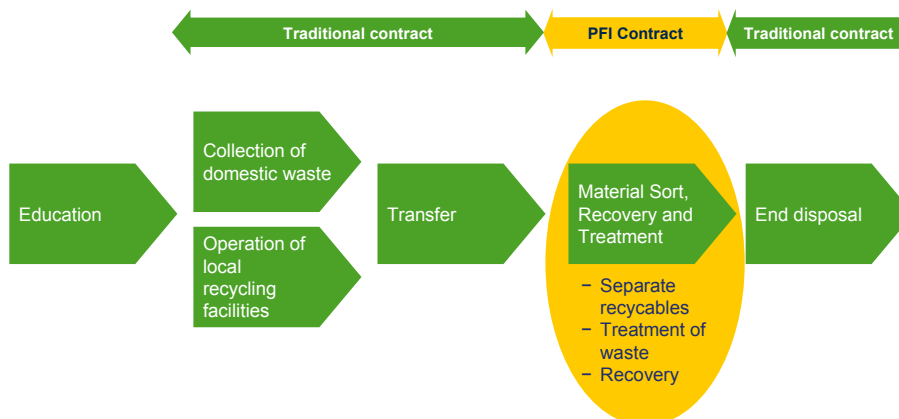 Traditional contract
PFI Contract
Traditional contract
Education
Collection of
domestic waste
Operation of
local
recycling
facilities
Transfer
Material Sort,
Recovery and
Treatment
− Separate
recycables
− Treatment of
waste
− Recovery
End disposal